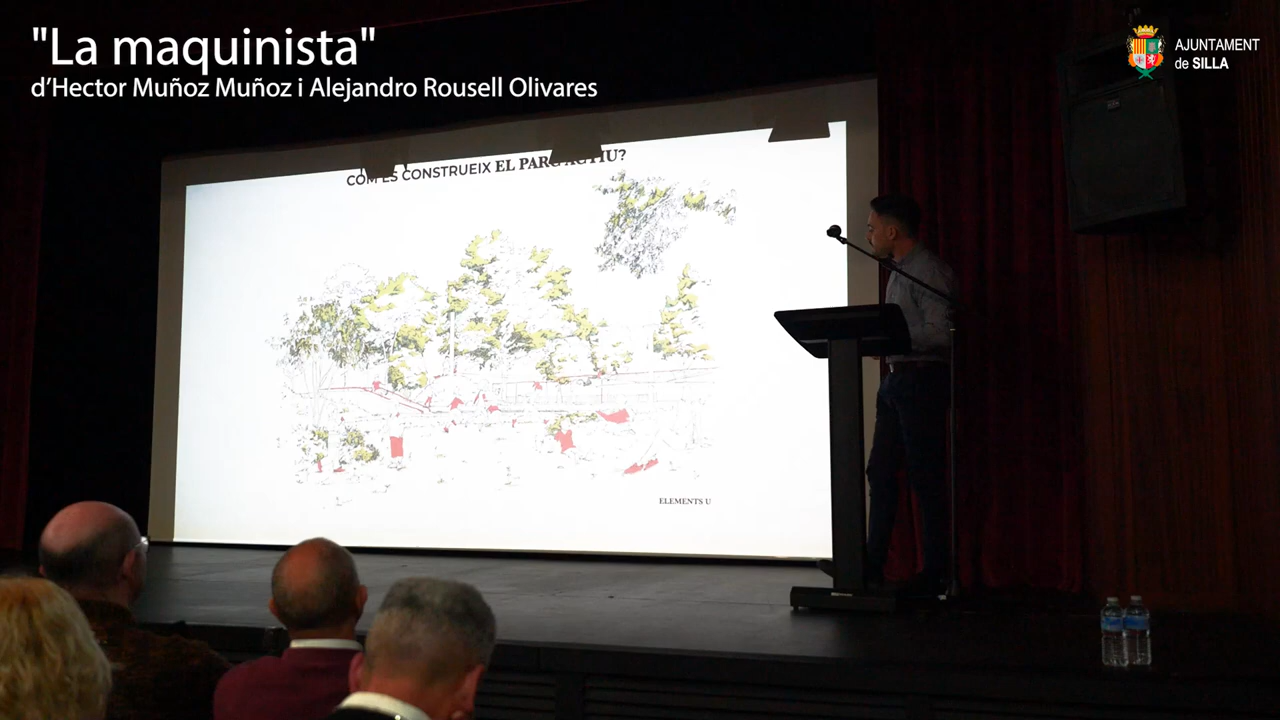 "La maquinista"
d’Hector Muñoz Muñoz i Alejandro Rousell Olivares
AJUNTAMENT
de SILLA
COM ES CONSTRUEIX EL PARC ACTIU?
ELEMENTS U